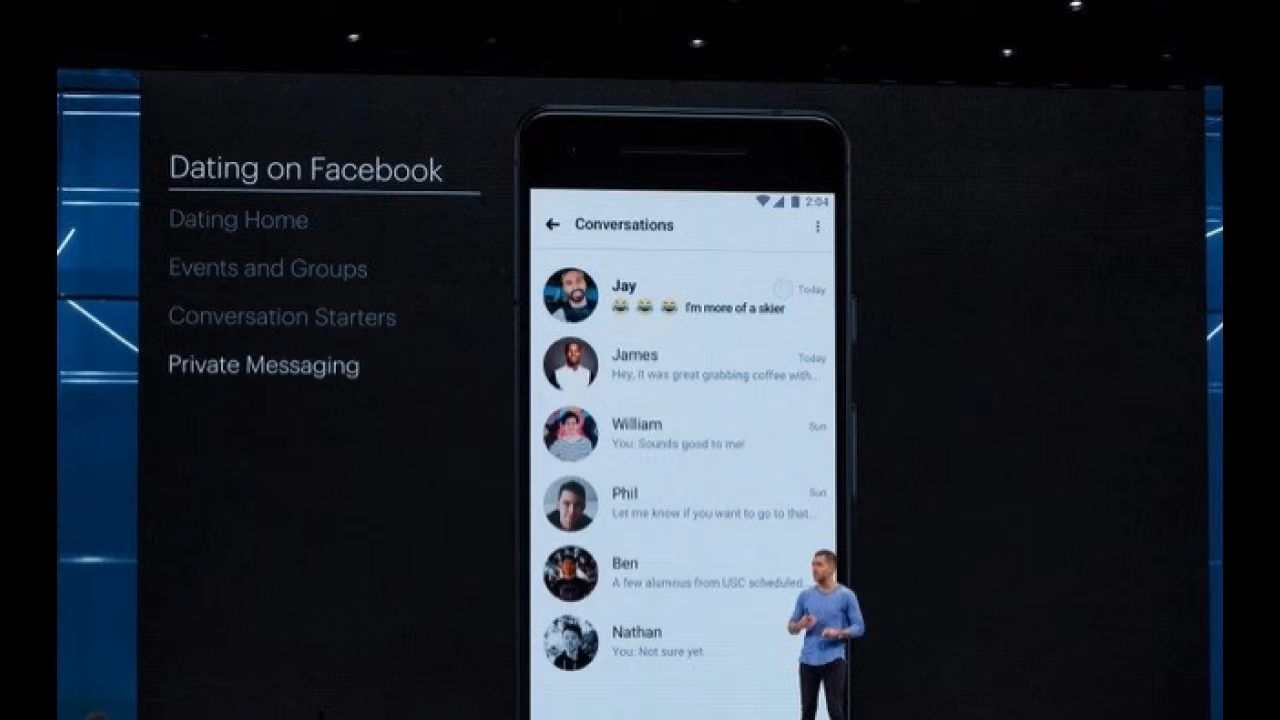 Dating on Facebook
Dating Home
Events and Groups
Conversation Starters
Private Messaging
2:04
Conversations
Jay
Today
😂 😂 😂 I'm more of a skier
James
Today
Hey, it was great grabbing coffee with...
William
Sun
You: Sounds good to me!
Phil
Sun
Let me know if you want to go to that...
Ben
A few alumnus from USC scheduled
Nathan
You: Not sure yet.